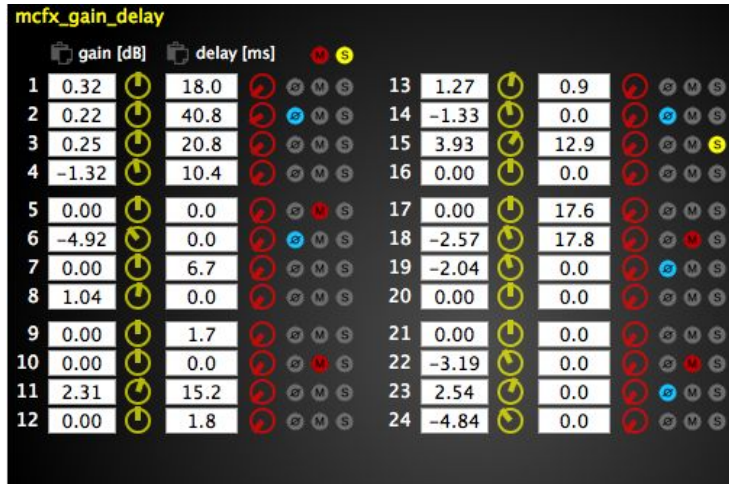 mcfx_gain_delay
gain [dB] delay [ms] M S
1 0.32 18.0 ø M S
2 0.22 40.8 ø M S
3 0.25 20.8 ø M S
4 −1.32 10.4 ø M S
5 0.00 0.0 ø M S
6 −4.92 0.0 ø M S
7 0.00 6.7 ø M S
8 1.04 0.0 ø M S
9 0.00 1.7 ø M S
10 0.00 0.0 ø M S
11 2.31 15.2 ø M S
12 0.00 1.8 ø M S
13 1.27 0.9 ø M S
14 −1.33 0.0 ø M S
15 3.93 12.9 ø M S
16 0.00 0.0 ø M S
17 0.00 17.6 ø M S
18 −2.57 17.8 ø M S
19 −2.04 0.0 ø M S
20 0.00 0.0 ø M S
21 0.00 0.0 ø M S
22 −3.19 0.0 ø M S
23 2.54 0.0 ø M S
24 −4.84 0.0 ø M S